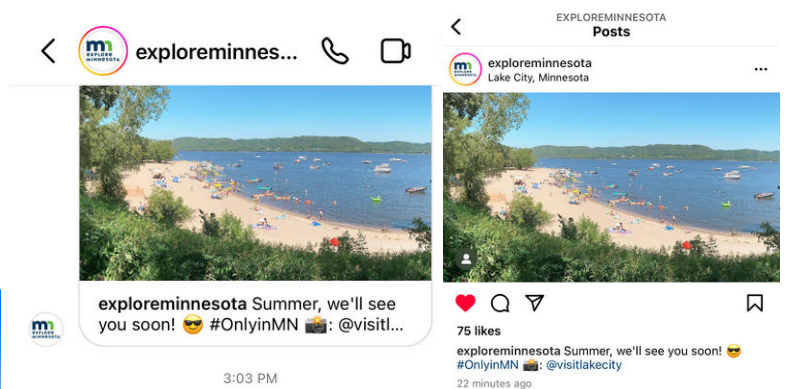 exploreminnes...
mn
EXPLORE
MINNESOTA
exploreminnesota Summer, we'll see
you soon! 😎 #OnlyinMN 📸: @visitl...
mn
EXPLORE
MINNESOTA
3:03 PM
EXPLOREMINNESOTA
Posts
mn
EXPLORE
MINNESOTA
exploreminnesota
Lake City, Minnesota
75 likes
exploreminnesota Summer, we'll see you soon! 😎
#OnlyinMN 📸: @visitlakecity
22 minutes ago